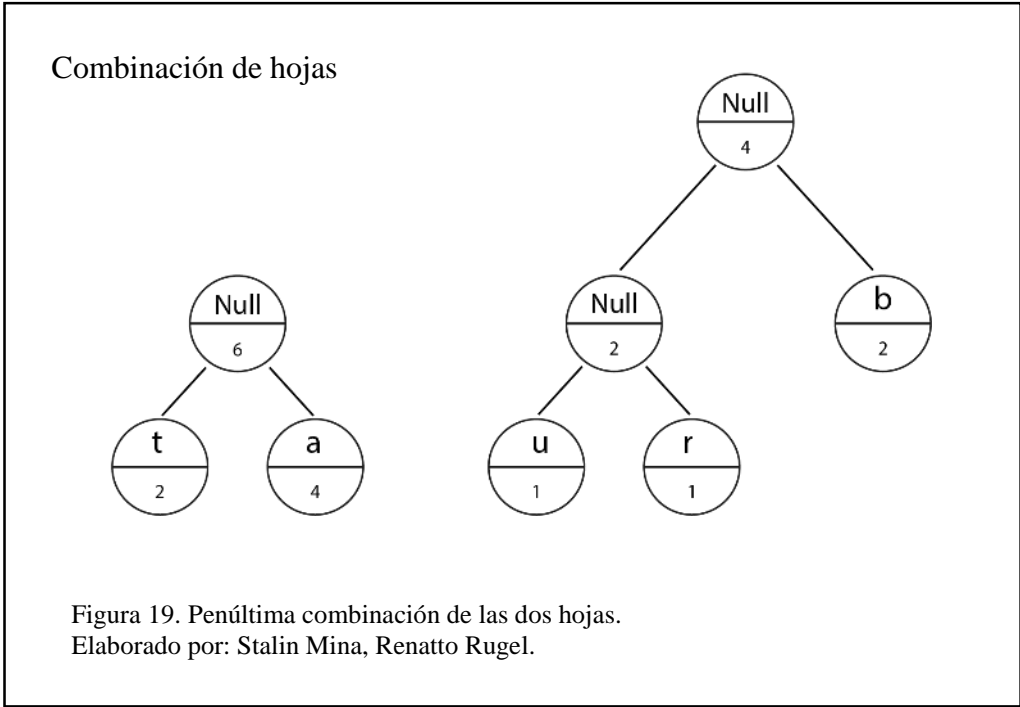 Combinación de hojas
Null
4
Null
6
Null
2
b
2
t
2
a
4
u
1
r
1
Figura 19. Penúltima combinación de las dos hojas.
Elaborado por: Stalin Mina, Renatto Rugel.